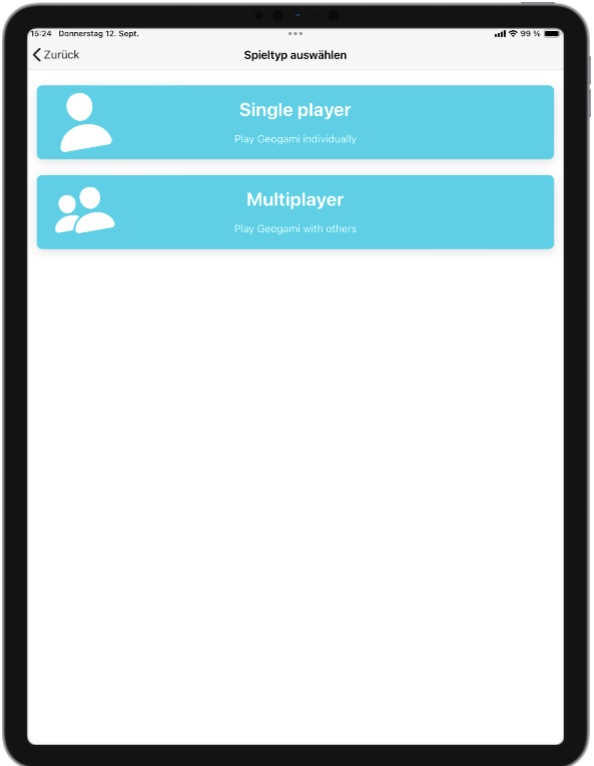 15:24 Donnerstag 12. Sept.
99 %
Zurück
Spieltyp auswählen
Single player
Play Geogami individually
Multiplayer
Play Geogami with others